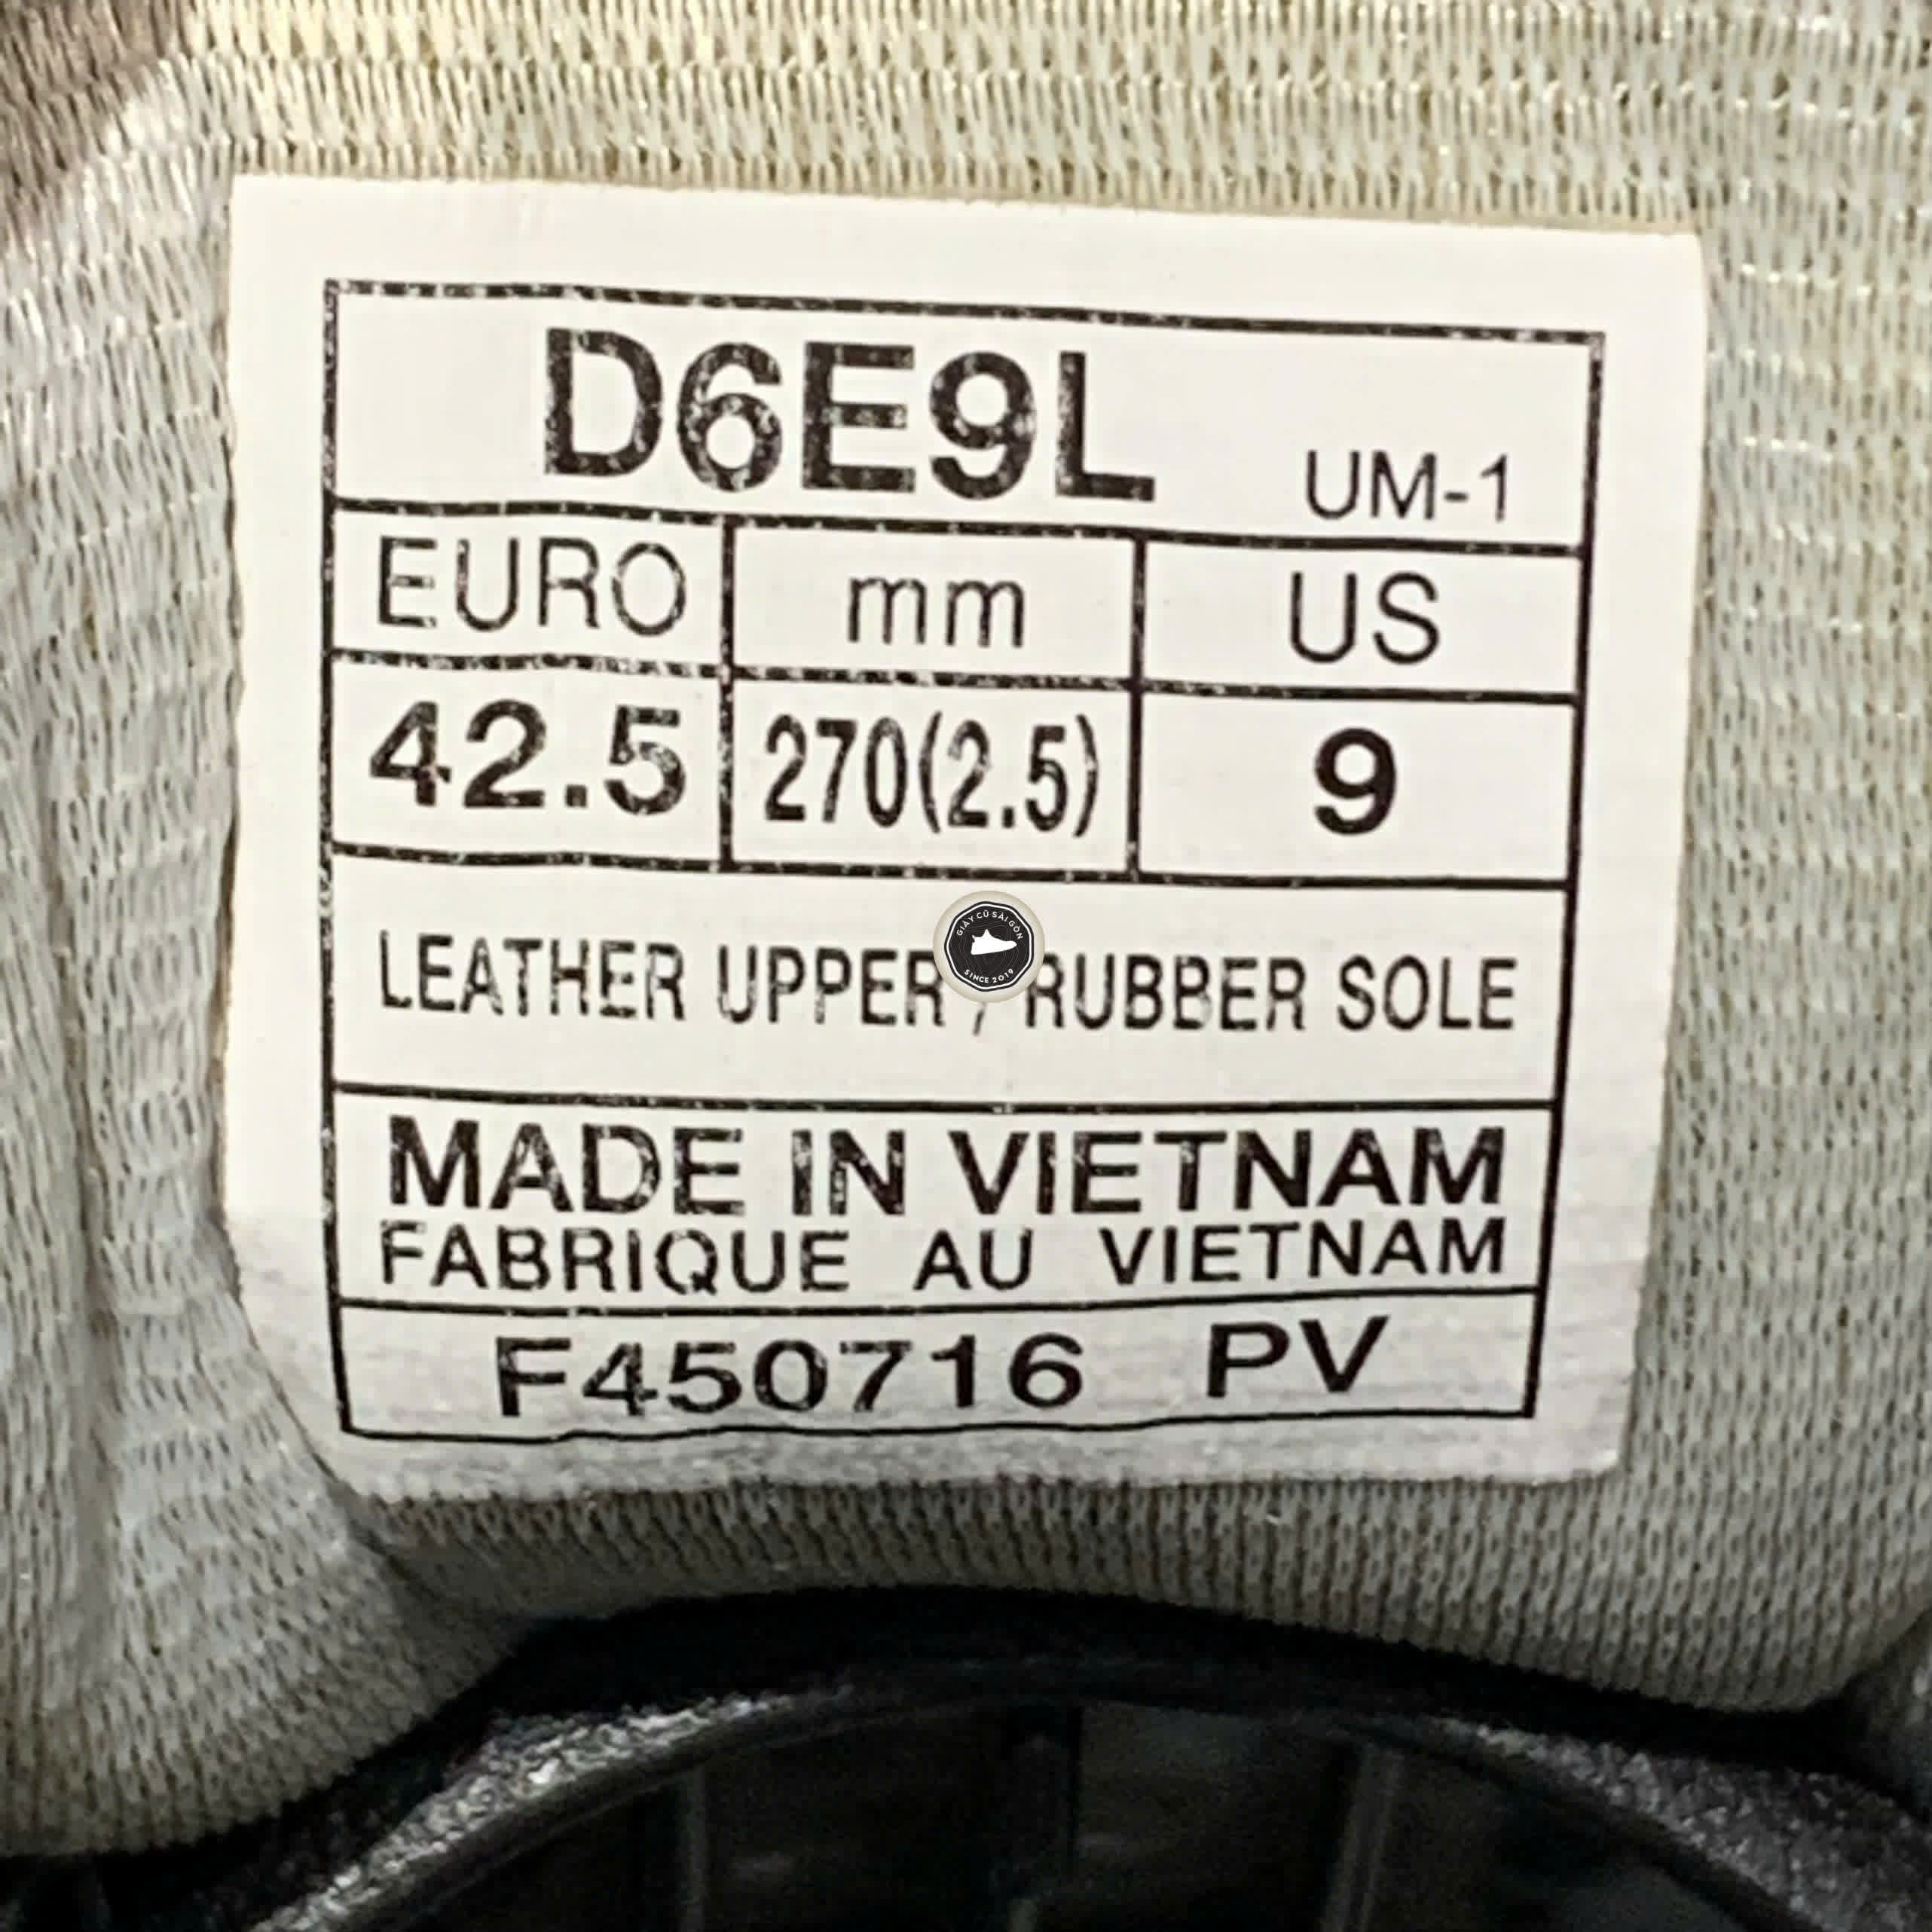 D6E9L UM-1
EURO mm US
42.5 270(2.5) 9
LEATHER UPPER / RUBBER SOLE
GIÀY CŨ SÀI GÒN
SINCE 2019
MADE IN VIETNAM
FABRIQUE AU VIETNAM
F450716 PV